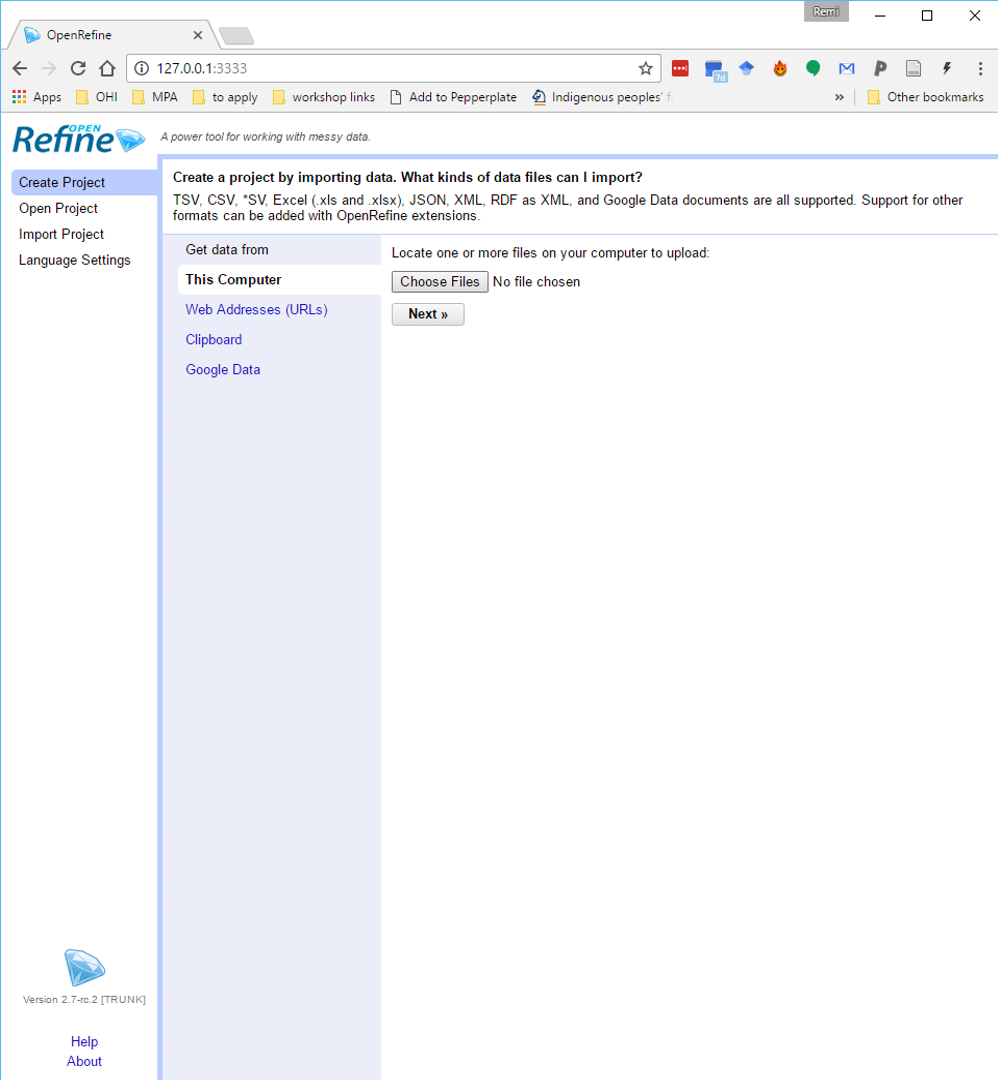 Remi
OpenRefine
127.0.0.1:3333
7d
Apps OHI MPA to apply workshop links Add to Pepperplate Indigenous peoples' f » Other bookmarks
OPEN
Refine
A power tool for working with messy data.
Create Project
Open Project
Import Project
Language Settings
Create a project by importing data. What kinds of data files can I import?
TSV, CSV, *SV, Excel (.xls and .xlsx), JSON, XML, RDF as XML, and Google Data documents are all supported. Support for other
formats can be added with OpenRefine extensions.
Get data from
This Computer
Web Addresses (URLs)
Clipboard
Google Data
Locate one or more files on your computer to upload:
Choose Files No file chosen
Next »
Version 2.7-rc.2 [TRUNK]
Help
About